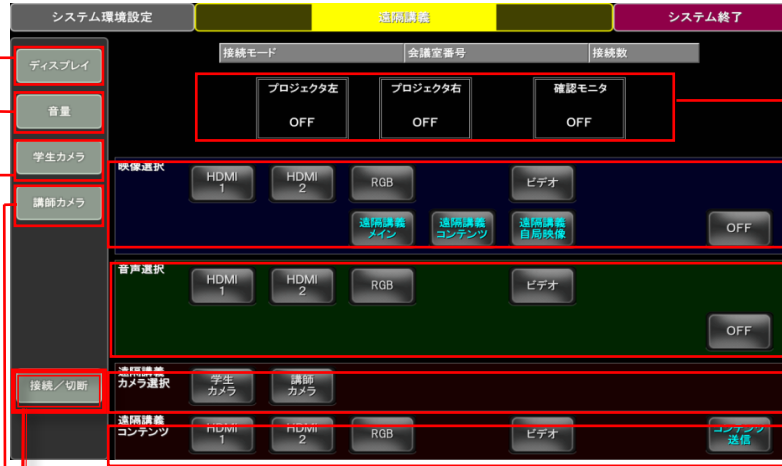 システム環境設定
遠隔講義
システム終了
接続モード
会議室番号
接続数
ディスプレイ
プロジェクタ左
OFF
プロジェクタ右
OFF
確認モニタ
OFF
音量
学生カメラ
講師カメラ
映像選択
HDMI
1
HDMI
2
RGB
ビデオ
遠隔講義
メイン
遠隔講義
コンテンツ
遠隔講義
自局映像
OFF
音声選択
HDMI
1
HDMI
2
RGB
ビデオ
OFF
接続/切断
遠隔講義
カメラ選択
学生
カメラ
講師
カメラ
遠隔講義
コンテンツ
HDMI
1
HDMI
2
RGB
ビデオ
コンテンツ
送信